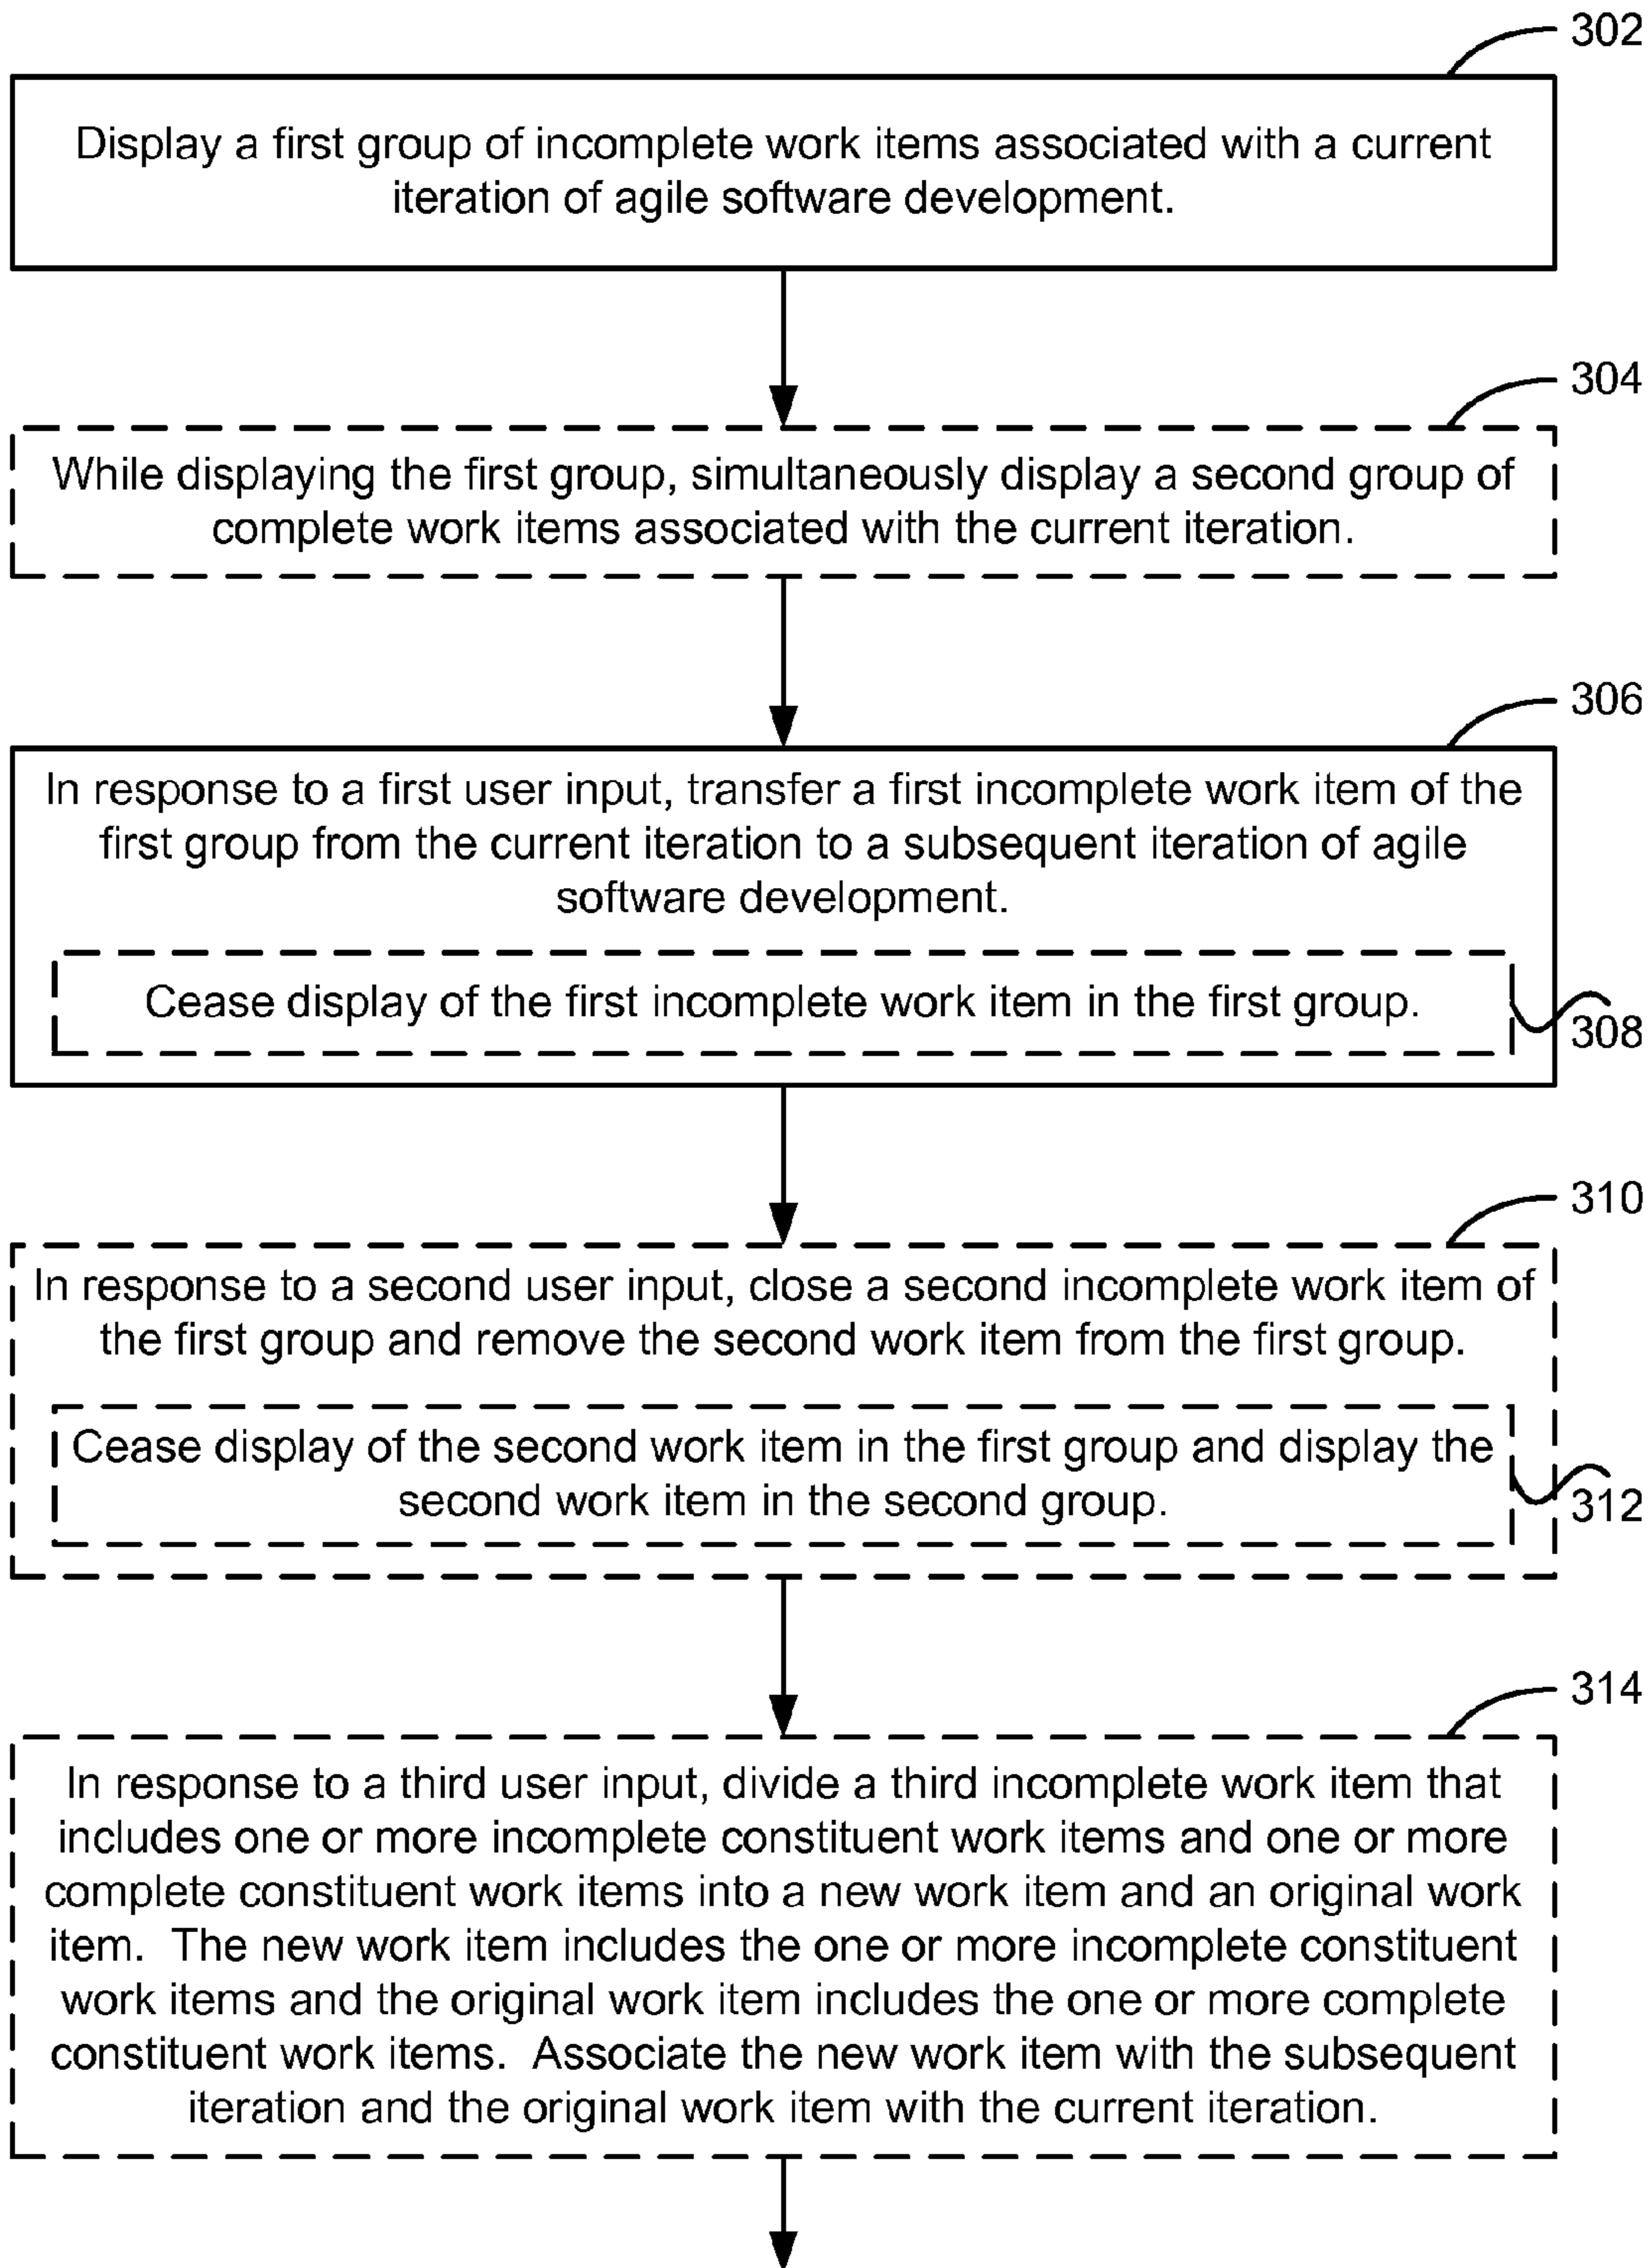 302
Display a first group of incomplete work items associated with a current
iteration of agile software development.
304
While displaying the first group, simultaneously display a second group of
complete work items associated with the current iteration.
306
In response to a first user input, transfer a first incomplete work item of the
first group from the current iteration to a subsequent iteration of agile
software development.
Cease display of the first incomplete work item in the first group.
308
310
In response to a second user input, close a second incomplete work item of
the first group and remove the second work item from the first group.
Cease display of the second work item in the first group and display the
second work item in the second group.
312
314
In response to a third user input, divide a third incomplete work item that
includes one or more incomplete constituent work items and one or more
complete constituent work items into a new work item and an original work
item.  The new work item includes the one or more incomplete constituent
work items and the original work item includes the one or more complete
constituent work items.  Associate the new work item with the subsequent
iteration and the original work item with the current iteration.